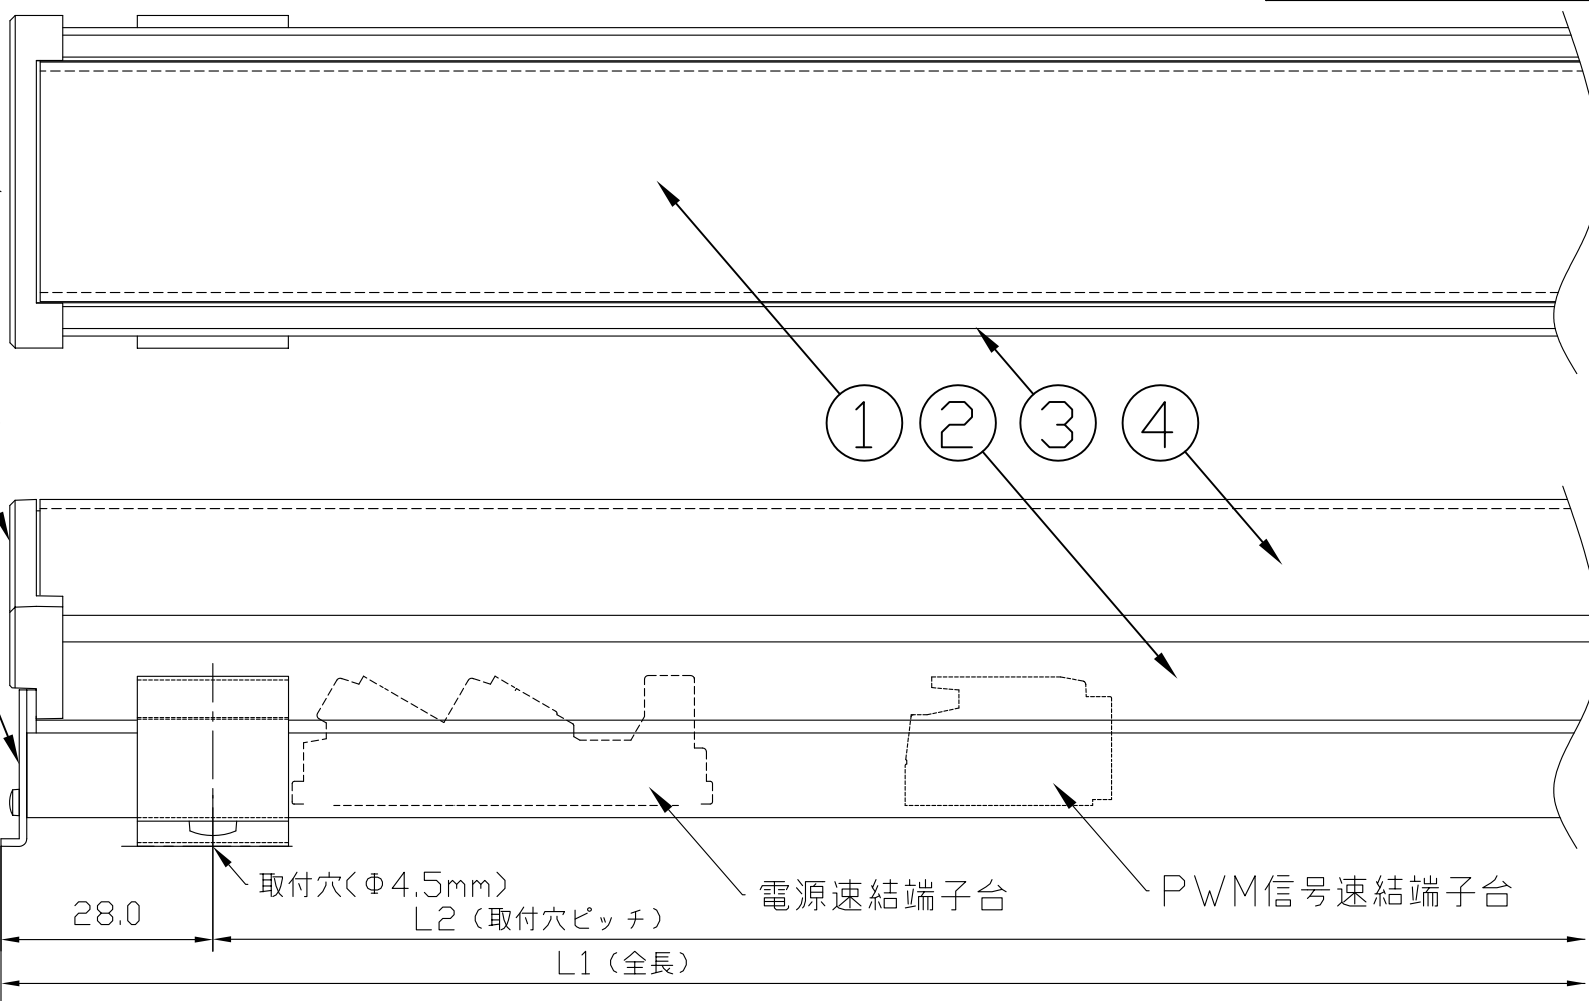 ① ② ③ ④
取付穴(Φ4.5mm)
電源速結端子台
PWM信号速結端子台
28.0
L2（取付穴ピッチ）
L1（全長）